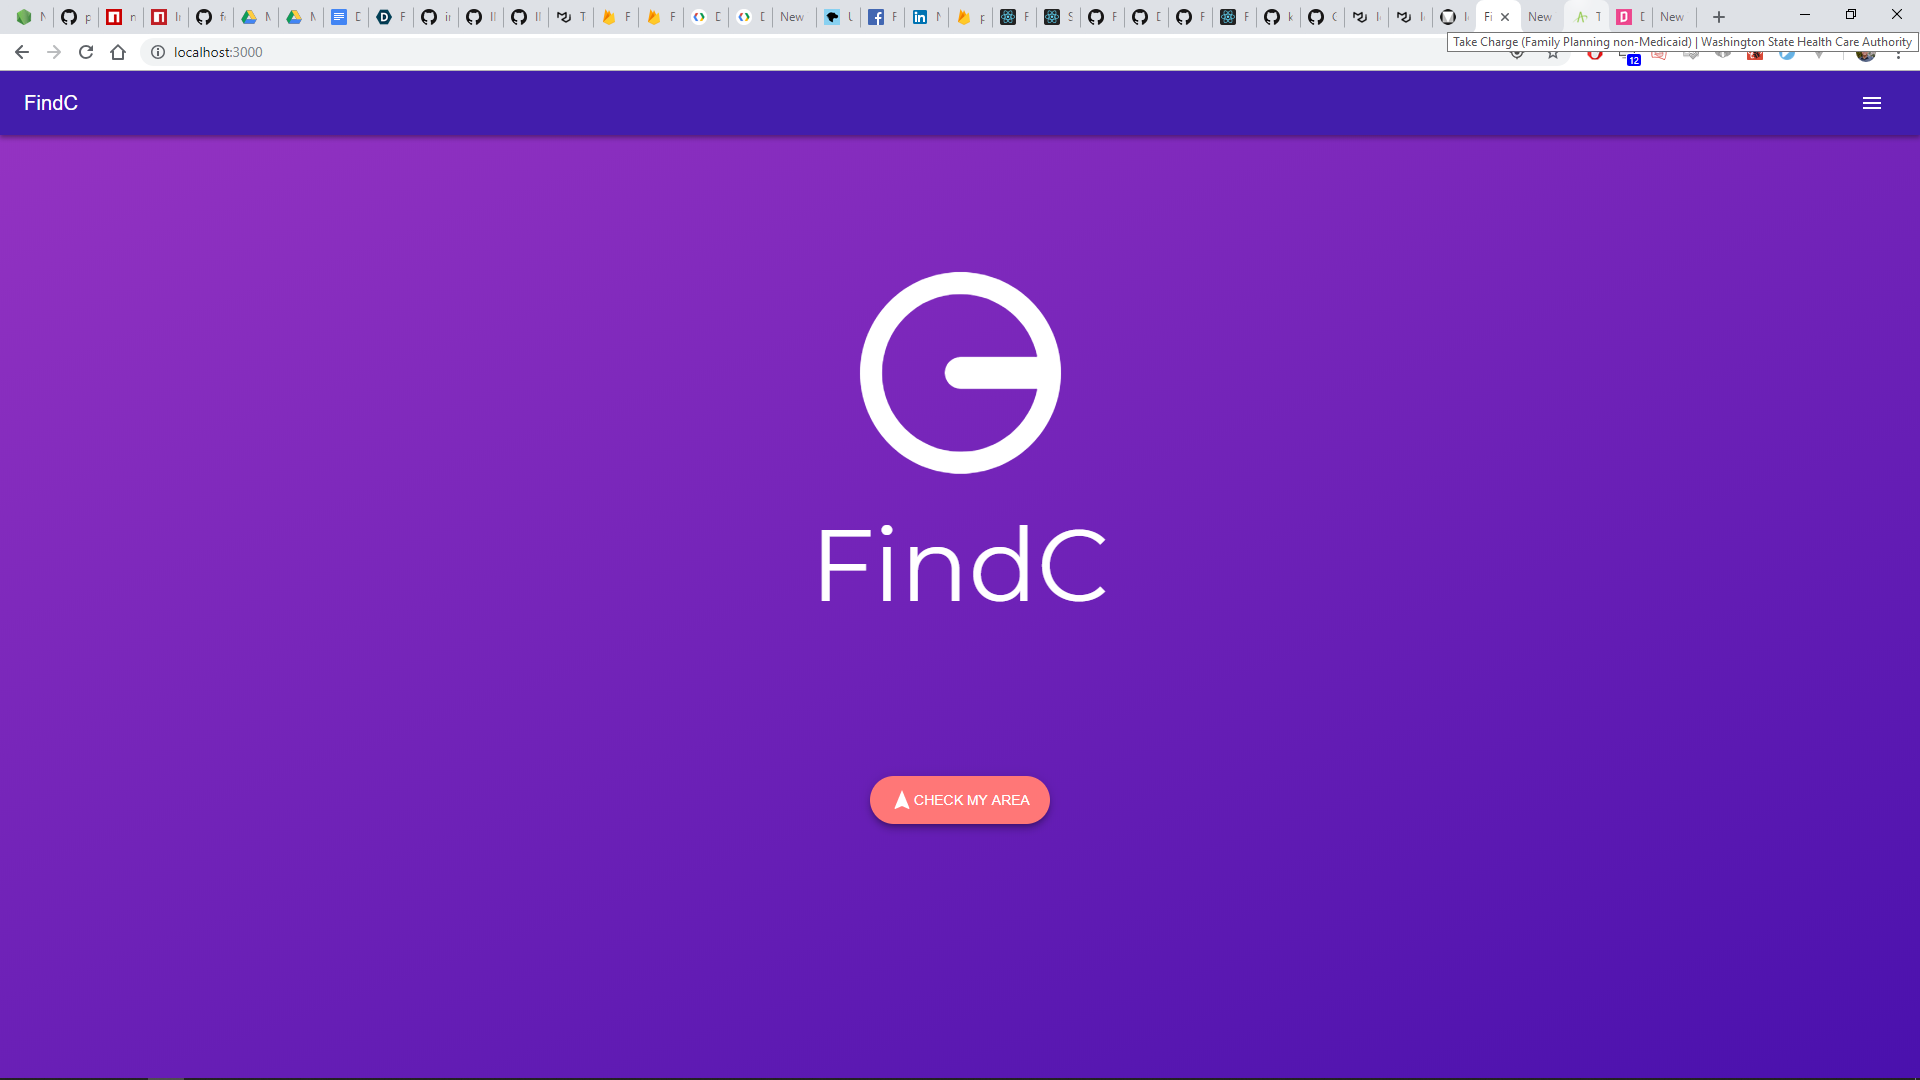 New
New
New
localhost:3000
Take Charge (Family Planning non-Medicaid) | Washington State Health Care Authority
12
FindC
FindC
CHECK MY AREA